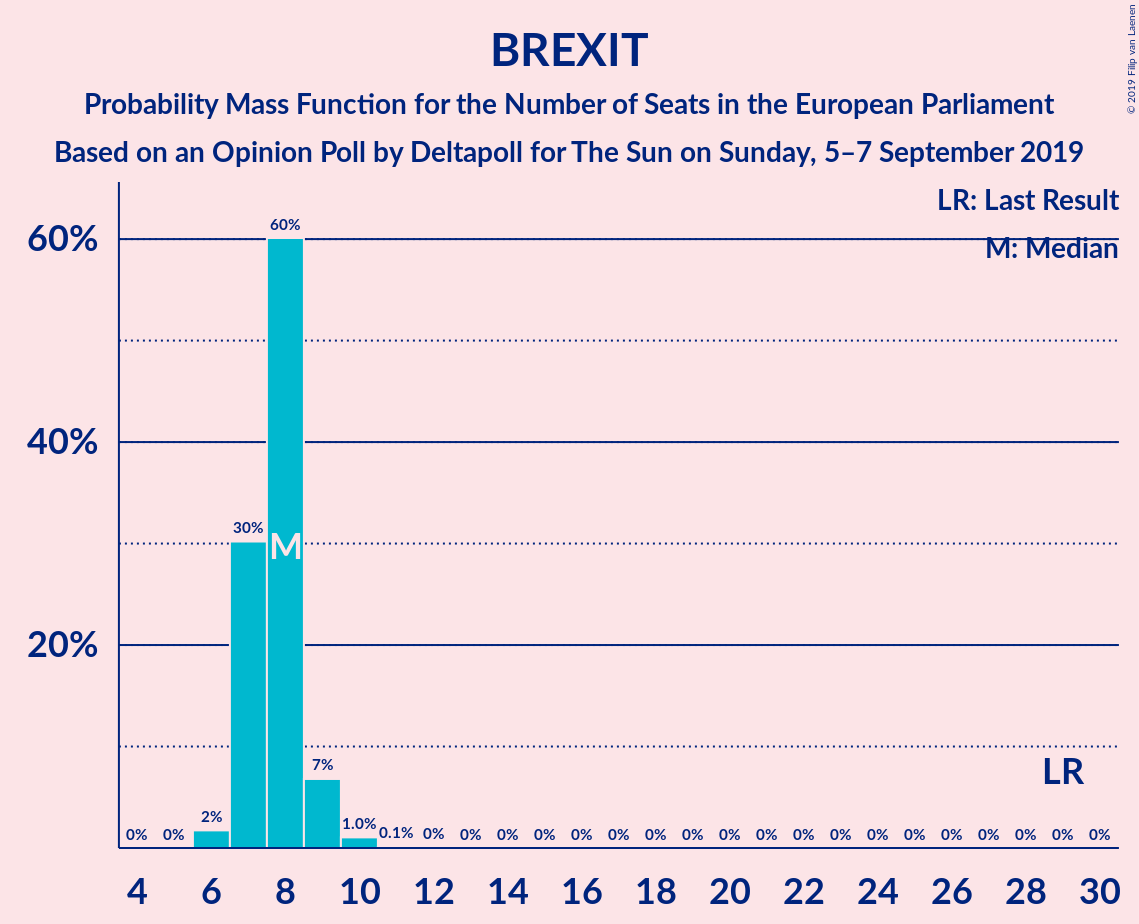 BREXIT
Probability Mass Function for the Number of Seats in the European Parliament
Based on an Opinion Poll by Deltapoll for The Sun on Sunday, 5–7 September 2019
© 2019 Filip van Laenen
LR: Last Result
M: Median
60%
40%
20%
0% 0% 2% 30% 60% 7% 1.0% 0.1% 0% 0% 0% 0% 0% 0% 0% 0% 0% 0% 0% 0% 0% 0% 0% 0% 0% 0% 0%
M
LR
4 6 8 10 12 14 16 18 20 22 24 26 28 30